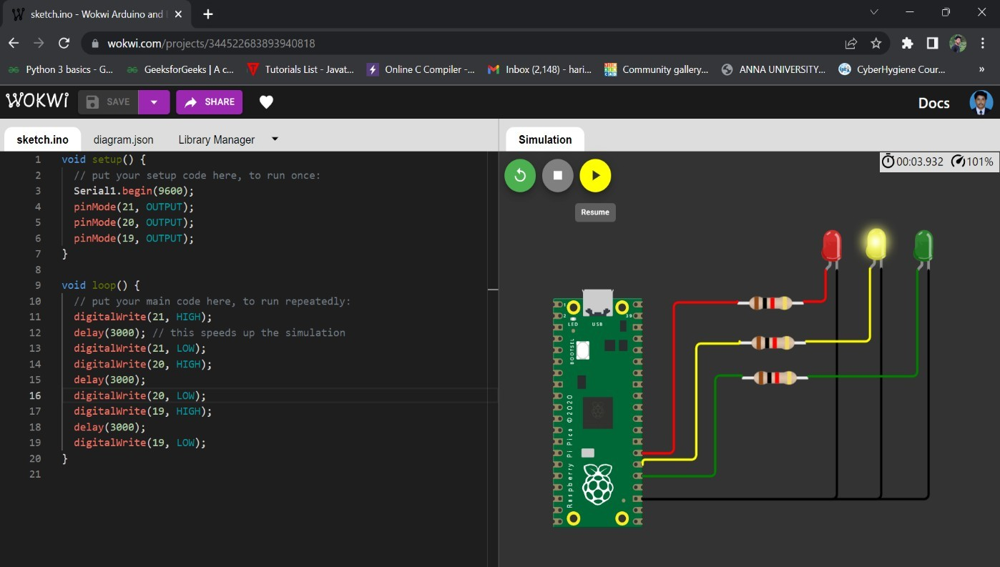 sketch.ino - Wokwi Arduino and
wokwi.com/projects/344522683893940818
Python 3 basics - G... GeeksforGeeks | A c... Tutorials List - Javat... Online C Compiler -... Inbox (2,148) - hari... Community gallery... ANNA UNIVERSITY... CyberHygiene Cour... »
WOKWi SAVE SHARE Docs
sketch.ino diagram.json Library Manager
Simulation
1 void setup() {
2 // put your setup code here, to run once:
3 Serial1.begin(9600);
4 pinMode(21, OUTPUT);
5 pinMode(20, OUTPUT);
6 pinMode(19, OUTPUT);
7 }
8
9 void loop() {
10 // put your main code here, to run repeatedly:
11 digitalWrite(21, HIGH);
12 delay(3000); // this speeds up the simulation
13 digitalWrite(21, LOW);
14 digitalWrite(20, HIGH);
15 delay(3000);
16 digitalWrite(20, LOW);
17 digitalWrite(19, HIGH);
18 delay(3000);
19 digitalWrite(19, LOW);
20 }
21
00:03.932 101%
Resume
1
2
39
LED USB
BOOTSEL
Raspberry Pi Pico ©2020